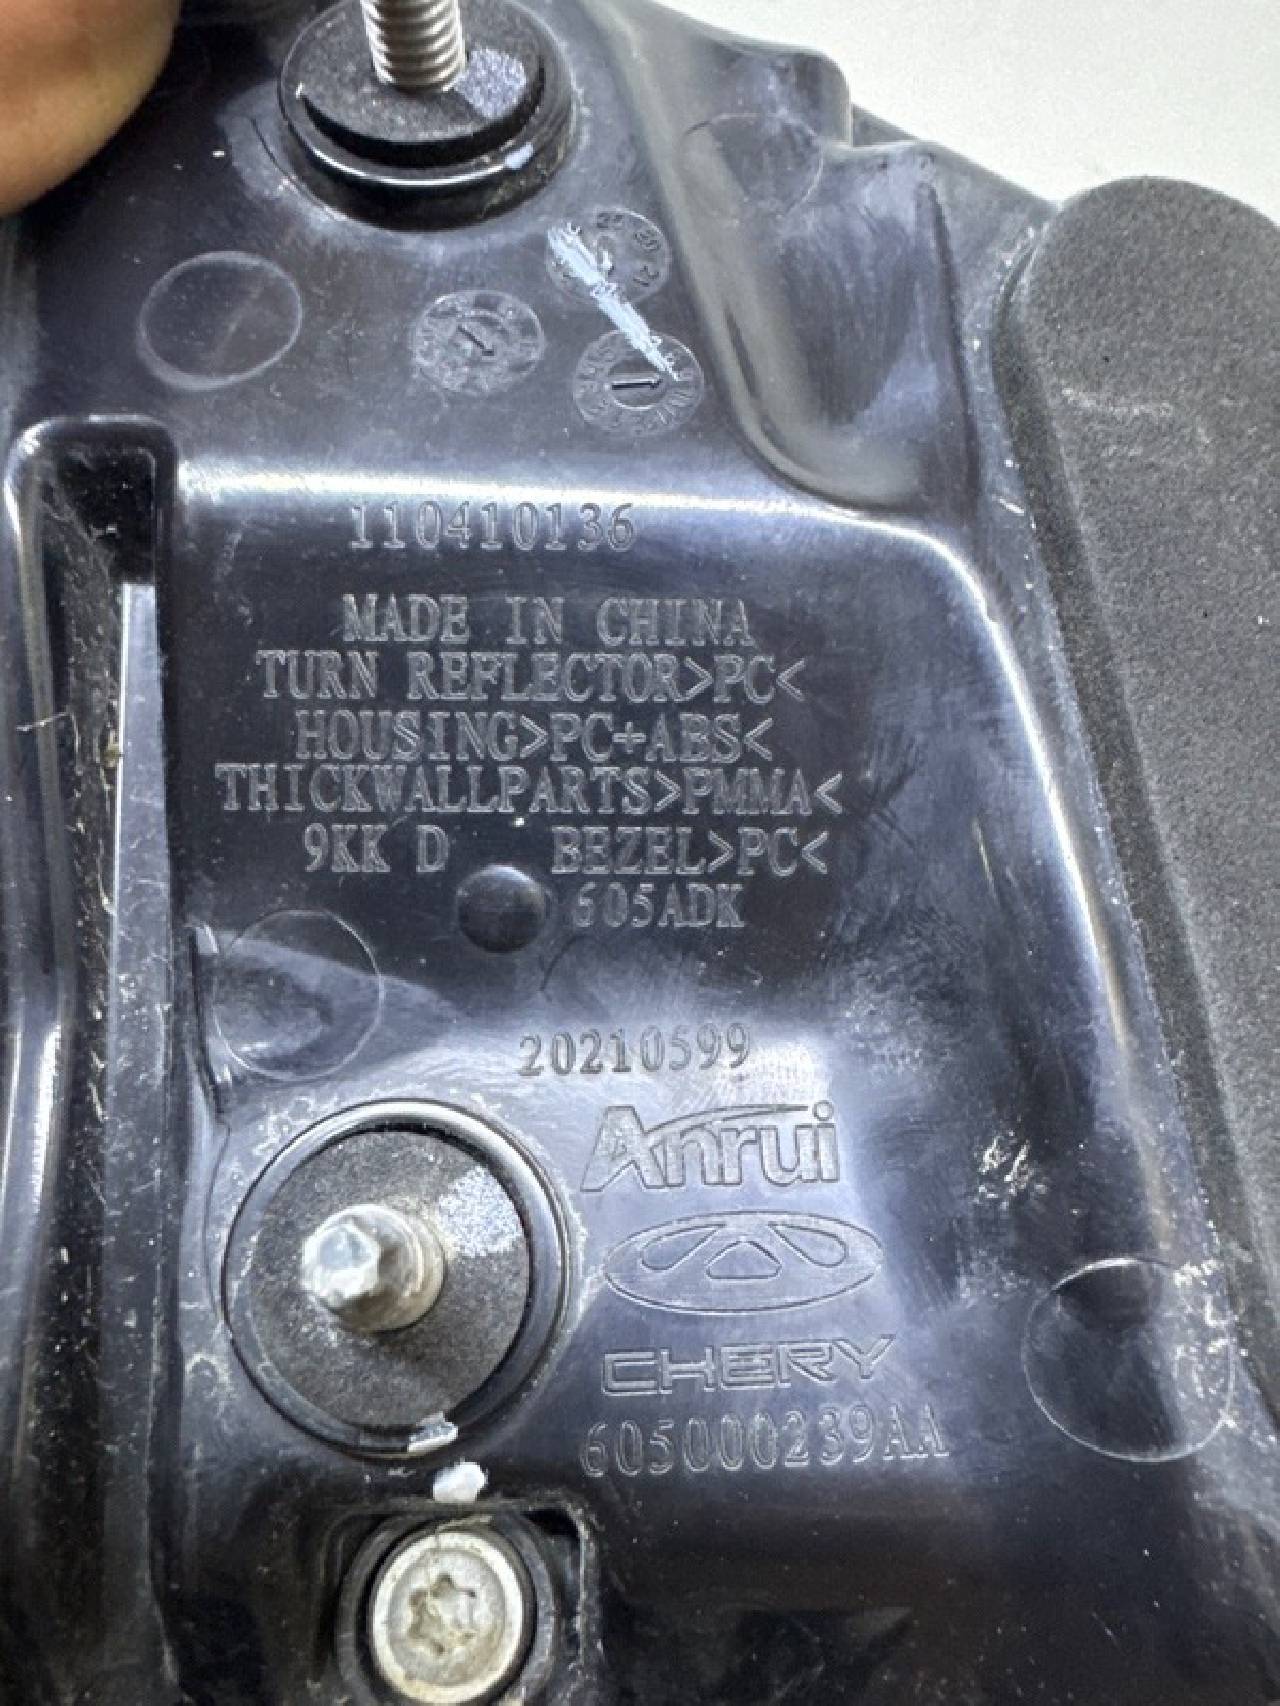 110410136
MADE IN CHINA
TURN REFLECTOR>PC<
HOUSING>PC+ABS<
THICKWALLPARTS>PMMA<
9KK D BEZEL>PC<
605ADK
20210599
Anrui
CHERY
605000239AA